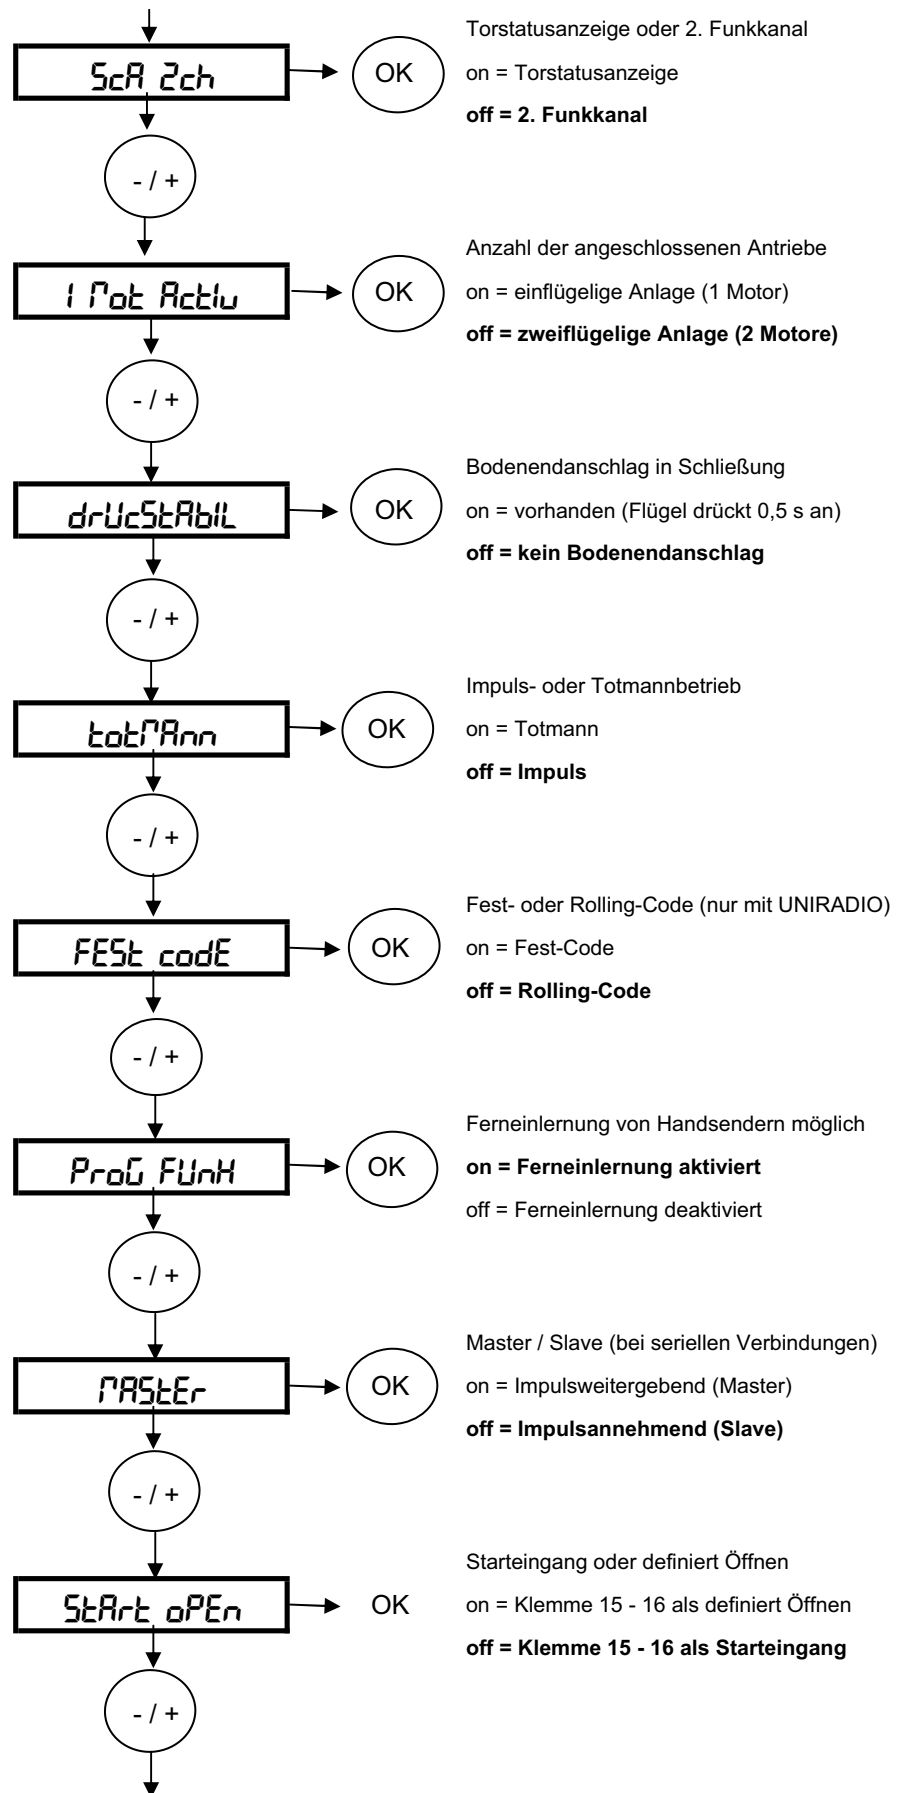 Torstatusanzeige oder 2. Funkkanal
ScA 2ch
OK
on = Torstatusanzeige
off = 2. Funkkanal
- / +
Anzahl der angeschlossenen Antriebe
1 Mot ActIv
OK
on = einflügelige Anlage (1 Motor)
off = zweiflügelige Anlage (2 Motore)
- / +
Bodenendanschlag in Schließung
drUcStAbIL
OK
on = vorhanden (Flügel drückt 0,5 s an)
off = kein Bodenendanschlag
- / +
Impuls- oder Totmannbetrieb
totMAnn
OK
on = Totmann
off = Impuls
- / +
Fest- oder Rolling-Code (nur mit UNIRADIO)
FESt codE
OK
on = Fest-Code
off = Rolling-Code
- / +
Ferneinlernung von Handsendern möglich
ProG FUnH
OK
on = Ferneinlernung aktiviert
off = Ferneinlernung deaktiviert
- / +
Master / Slave (bei seriellen Verbindungen)
MAStEr
OK
on = Impulsweitergebend (Master)
off = Impulsannehmend (Slave)
- / +
Starteingang oder definiert Öffnen
StArt oPEn
OK
on = Klemme 15 - 16 als definiert Öffnen
off = Klemme 15 - 16 als Starteingang
- / +